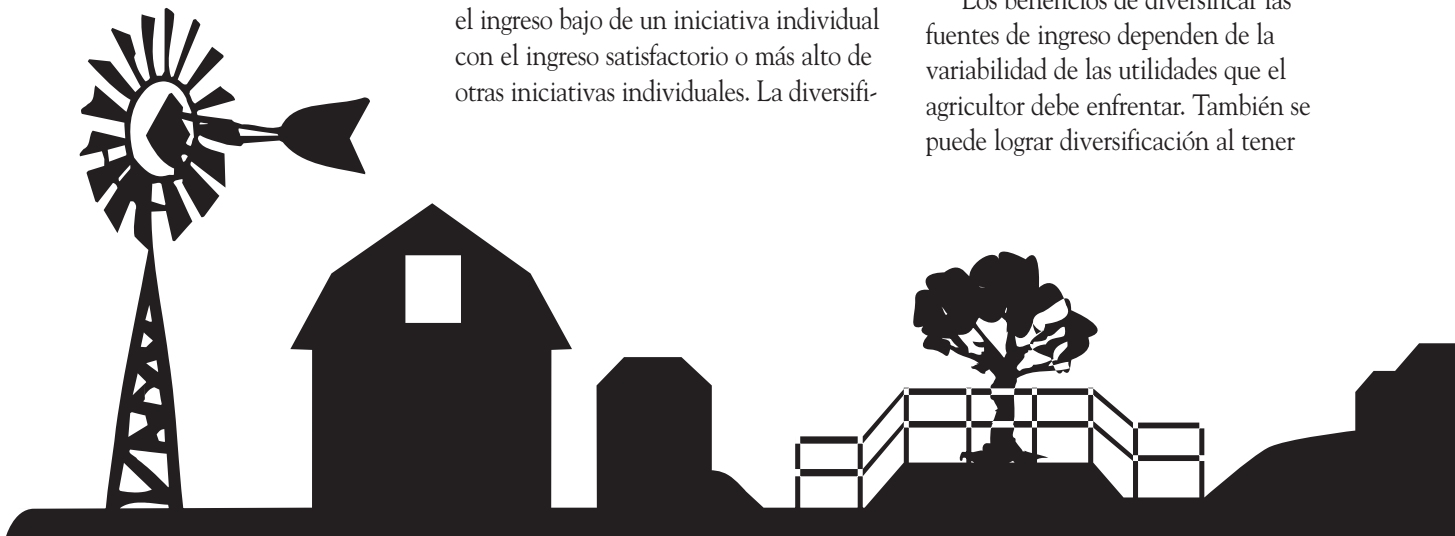 el ingreso bajo de un iniciativa individual
con el ingreso satisfactorio o más alto de
otras iniciativas individuales. La diversifi-
Los beneficios de diversificar las
fuentes de ingreso dependen de la
variabilidad de las utilidades que el
agricultor debe enfrentar. También se
puede lograr diversificación al tener